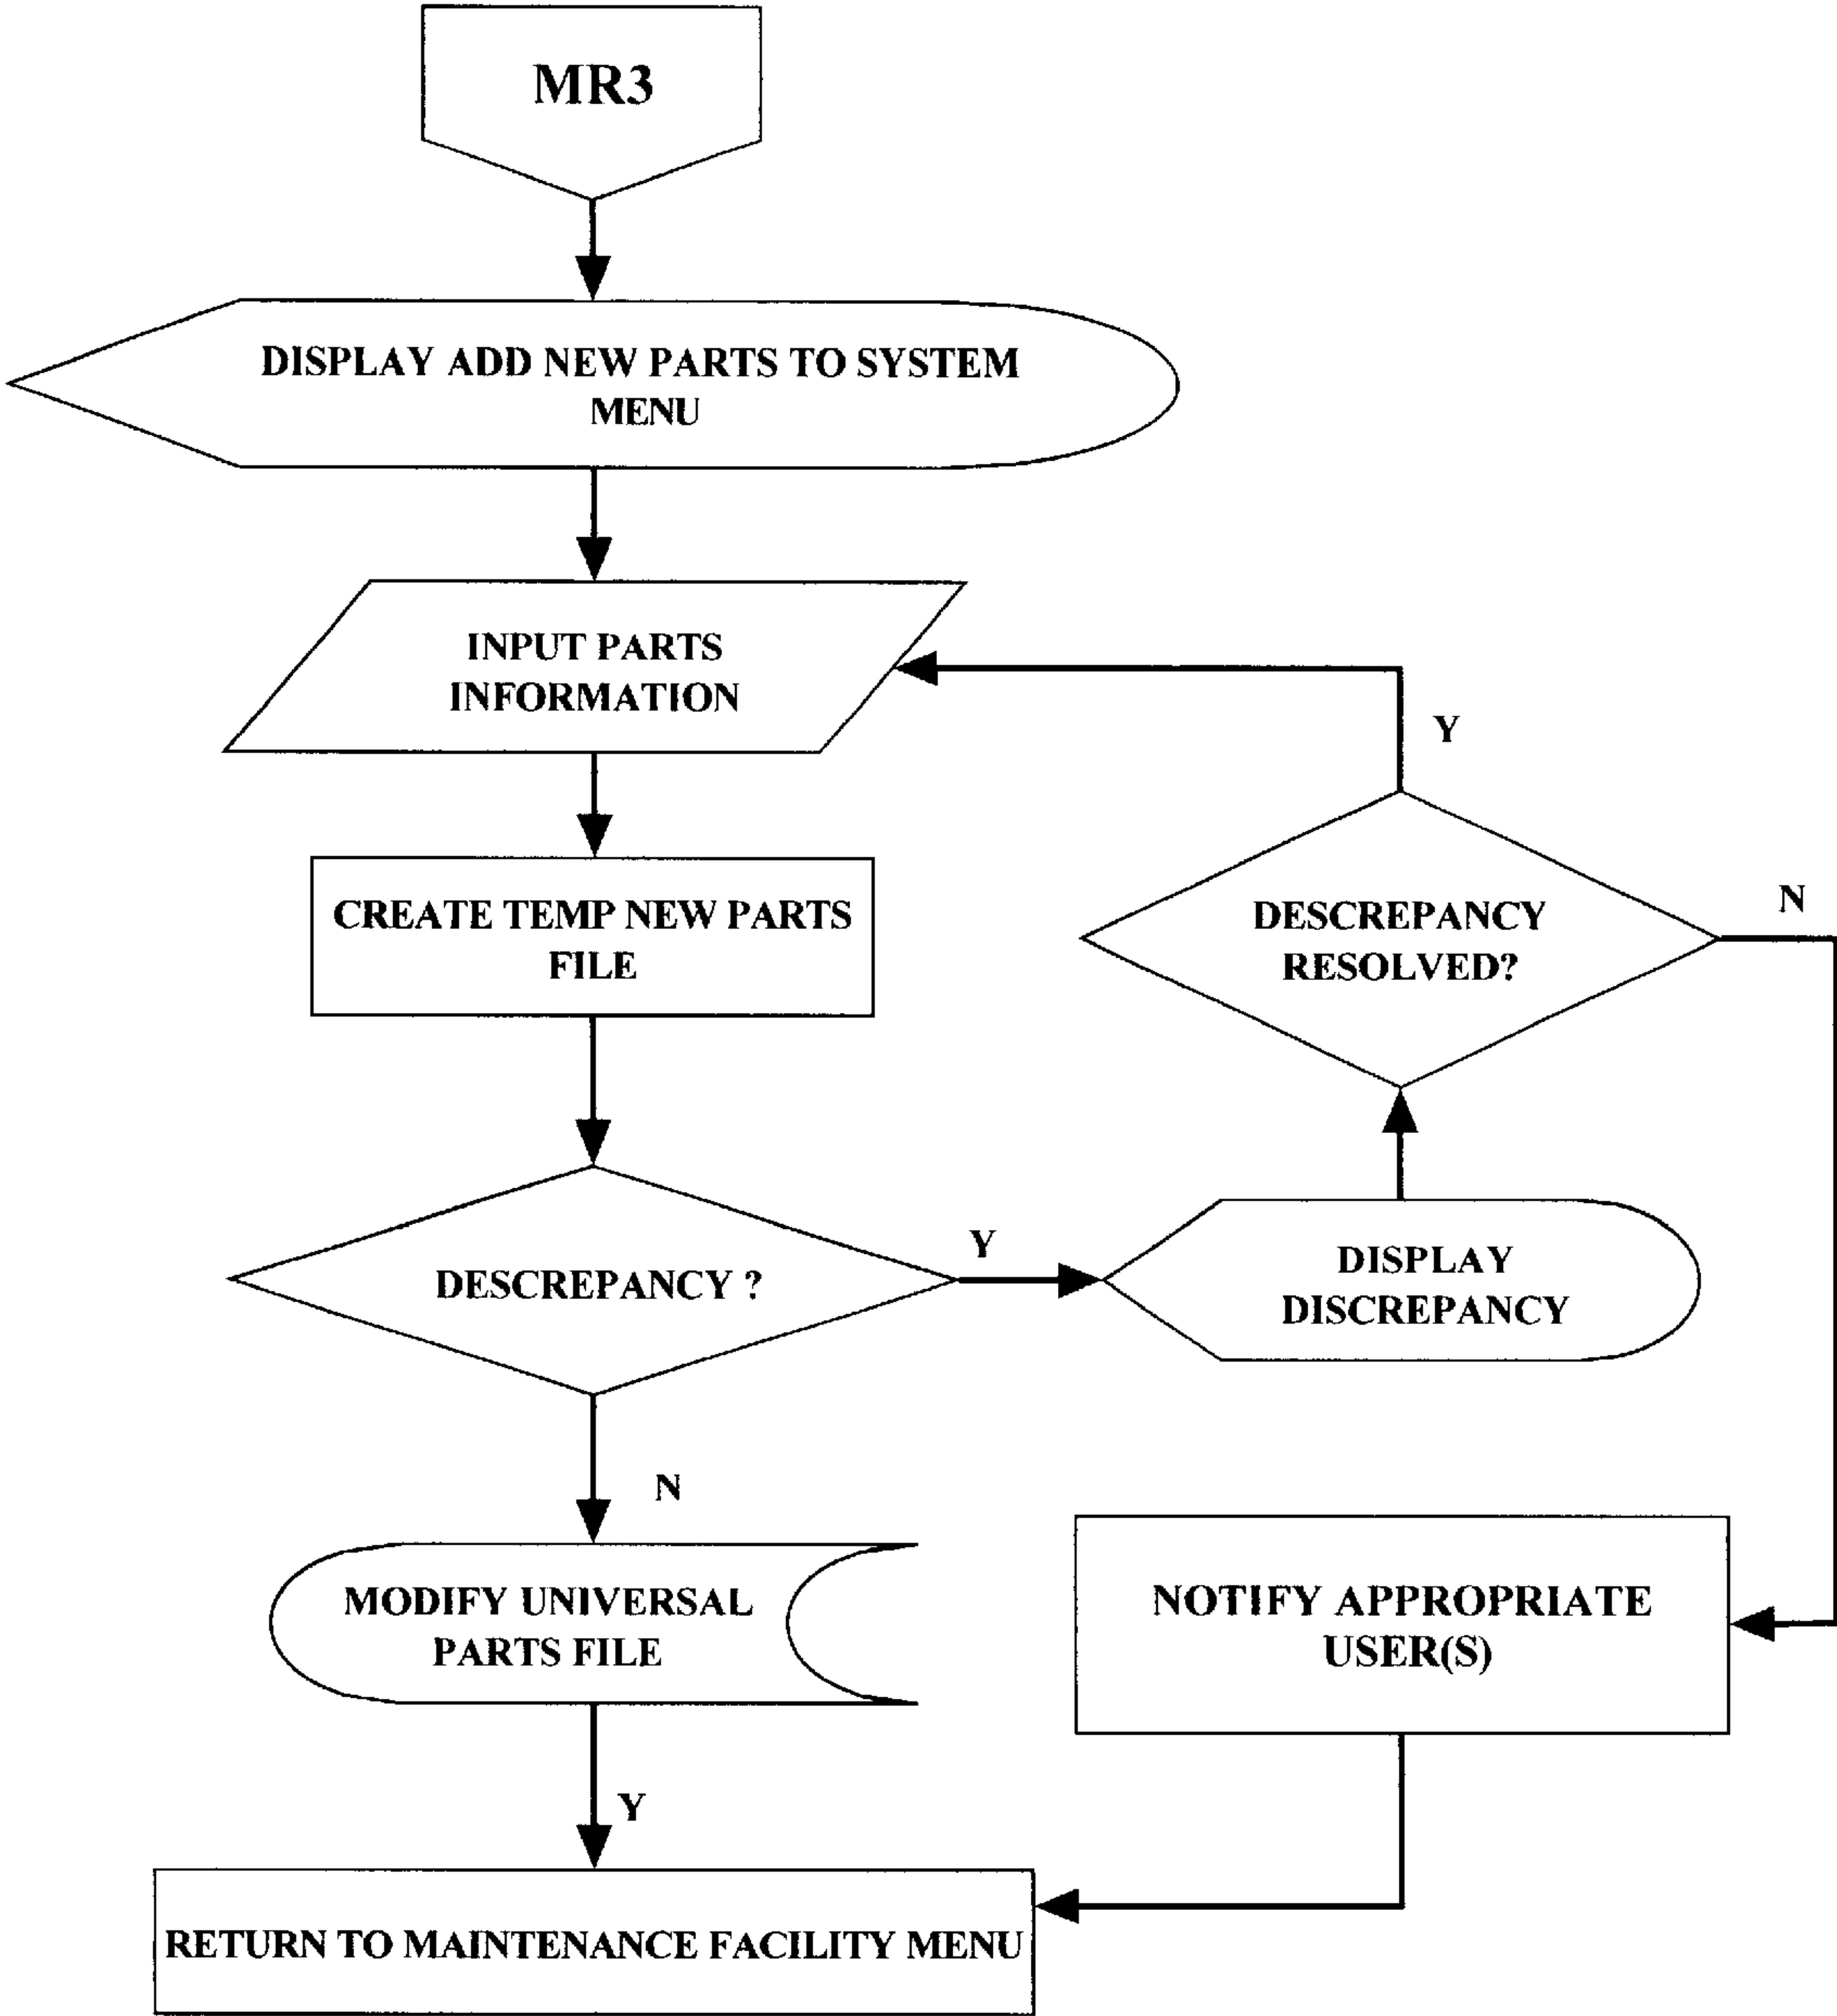 MR3
DISPLAY ADD NEW PARTS TO SYSTEM
MENU
INPUT PARTS
INFORMATION
Y
CREATE TEMP NEW PARTS
FILE
DESCREPANCY
RESOLVED?
N
DESCREPANCY ?
Y
DISPLAY
DISCREPANCY
N
MODIFY UNIVERSAL
PARTS FILE
NOTIFY APPROPRIATE
USER(S)
Y
RETURN TO MAINTENANCE FACILITY MENU